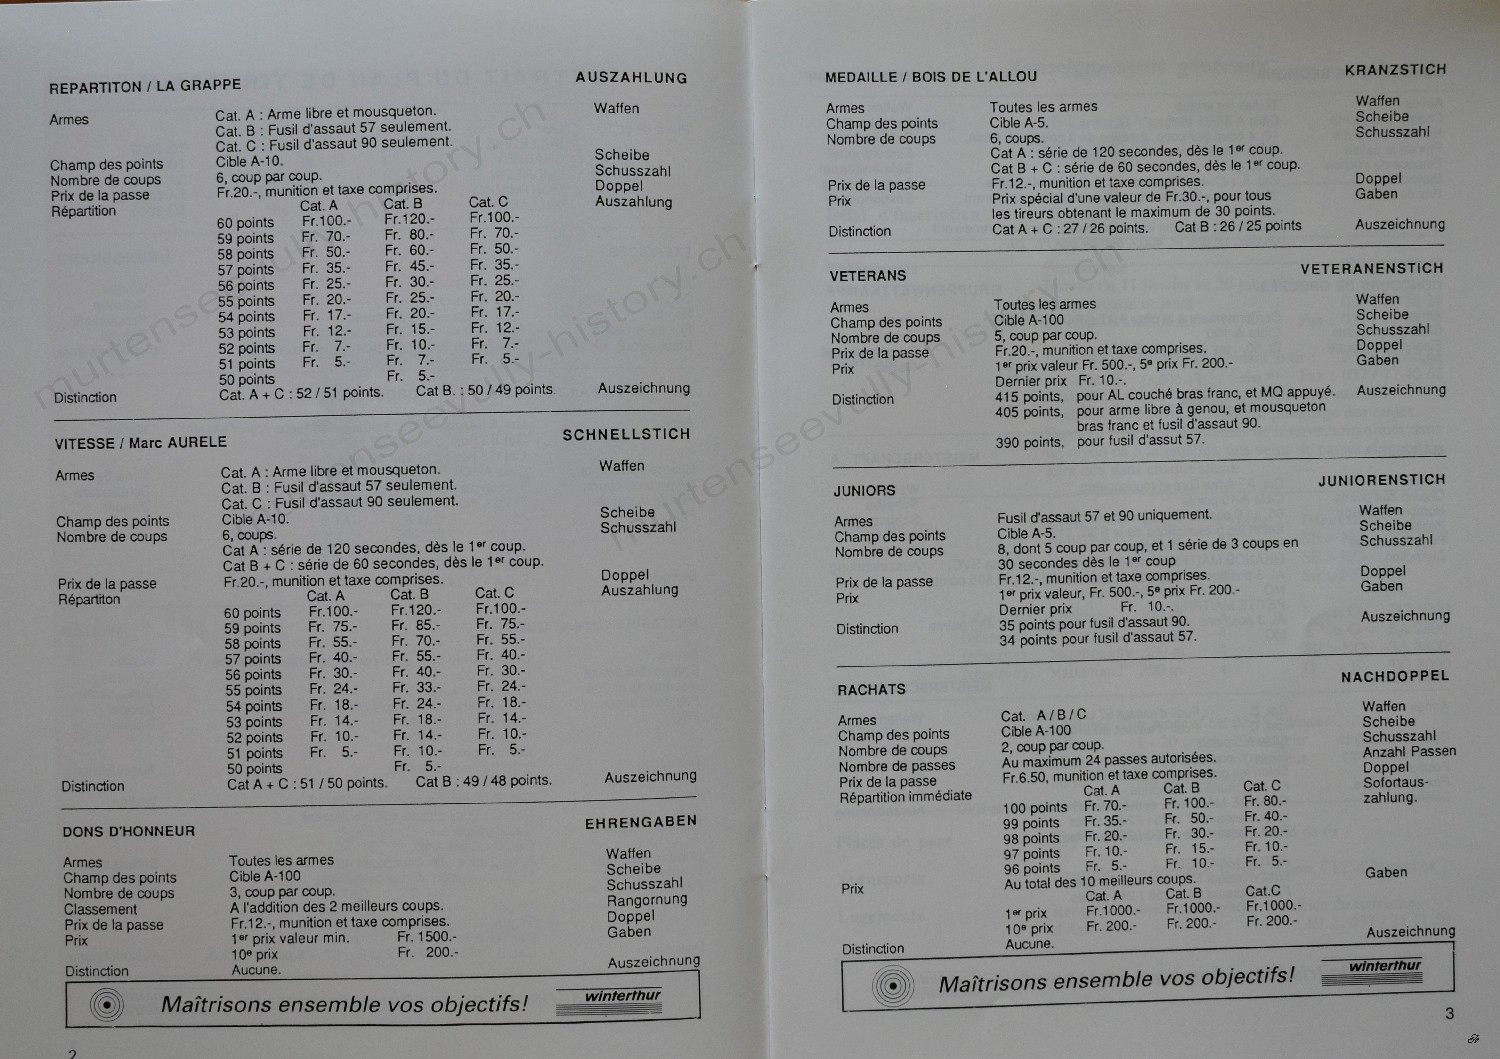 REPARTITON / LA GRAPPE AUSZAHLUNG
Armes Cat. A : Arme libre et mousqueton. Waffen
Cat. B : Fusil d'assaut 57 seulement.
Cat. C : Fusil d'assaut 90 seulement.
Champ des points Cible A-10. Scheibe
Nombre de coups 6, coup par coup. Schusszahl
Prix de la passe Fr.20.-, munition et taxe comprises. Doppel
Répartition Cat. A Cat. B Cat. C Auszahlung
60 points Fr.100.- Fr.120.- Fr.100.-
59 points Fr. 70.- Fr. 80.- Fr. 70.-
58 points Fr. 50.- Fr. 60.- Fr. 50.-
57 points Fr. 35.- Fr. 45.- Fr. 35.-
56 points Fr. 25.- Fr. 30.- Fr. 25.-
55 points Fr. 20.- Fr. 25.- Fr. 20.-
54 points Fr. 17.- Fr. 20.- Fr. 17.-
53 points Fr. 12.- Fr. 15.- Fr. 12.-
52 points Fr. 7.- Fr. 10.- Fr. 7.-
51 points Fr. 5.- Fr. 7.- Fr. 5.-
50 points Fr. 5.-
Distinction Cat. A + C : 52 / 51 points. Cat B. : 50 / 49 points Auszeichnung
VITESSE / Marc AURELE SCHNELLSTICH
Armes Cat. A : Arme libre et mousqueton. Waffen
Cat. B : Fusil d'assaut 57 seulement.
Cat. C : Fusil d'assaut 90 seulement.
Champ des points Cible A-10. Scheibe
Nombre de coups 6, coups. Schusszahl
Cat A : série de 120 secondes, dès le 1er coup.
Cat B + C : série de 60 secondes, dès le 1er coup.
Prix de la passe Fr.20.-, munition et taxe comprises. Doppel
Répartiton Cat. A Cat. B Cat. C Auszahlung
60 points Fr.100.- Fr.120.- Fr.100.-
59 points Fr. 75.- Fr. 85.- Fr. 75.-
58 points Fr. 55.- Fr. 70.- Fr. 55.-
57 points Fr. 40.- Fr. 55.- Fr. 40.-
56 points Fr. 30.- Fr. 40.- Fr. 30.-
55 points Fr. 24.- Fr. 33.- Fr. 24.-
54 points Fr. 18.- Fr. 24.- Fr. 18.-
53 points Fr. 14.- Fr. 18.- Fr. 14.-
52 points Fr. 10.- Fr. 14.- Fr. 10.-
51 points Fr. 5.- Fr. 10.- Fr. 5.-
50 points Fr. 5.-
Distinction Cat A + C : 51 / 50 points. Cat B : 49 / 48 points. Auszeichnung
DONS D'HONNEUR EHRENGABEN
Armes Toutes les armes Waffen
Champ des points Cible A-100 Scheibe
Nombre de coups 3, coup par coup. Schusszahl
Classement A l'addition des 2 meilleurs coups. Rangornung
Prix de la passe Fr.12.-, munition et taxe comprises. Doppel
Prix 1er prix valeur min. Fr. 1500.- Gaben
10e prix Fr. 200.-
Distinction Aucune. Auszeichnung
Maîtrisons ensemble vos objectifs! winterthur
2
MEDAILLE / BOIS DE L'ALLOU KRANZSTICH
Armes Toutes les armes Waffen
Champ des points Cible A-5. Scheibe
Nombre de coups 6, coups. Schusszahl
Cat A : série de 120 secondes, dès le 1er coup.
Cat B + C : série de 60 secondes, dès le 1er coup.
Prix de la passe Fr.12.-, munition et taxe comprises. Doppel
Prix Prix spécial d'une valeur de Fr.30.-, pour tous Gaben
les tireurs obtenant le maximum de 30 points.
Distinction Cat A + C : 27 / 26 points. Cat B : 26 / 25 points Auszeichnung
VETERANS VETERANENSTICH
Armes Toutes les armes Waffen
Champ des points Cible A-100 Scheibe
Nombre de coups 5, coup par coup. Schusszahl
Prix de la passe Fr.20.-, munition et taxe comprises. Doppel
Prix 1er prix valeur Fr. 500.-, 5e prix Fr. 200.- Gaben
Dernier prix Fr. 10.-.
Distinction 415 points, pour AL couché bras franc, et MQ appuyé. Auszeichnung
405 points, pour arme libre à genou, et mousqueton
bras franc et fusil d'assaut 90.
390 points, pour fusil d'assut 57.
JUNIORS JUNIORENSTICH
Armes Fusil d'assaut 57 et 90 uniquement. Waffen
Champ des points Cible A-5. Scheibe
Nombre de coups 8, dont 5 coup par coup, et 1 série de 3 coups en Schusszahl
30 secondes dès le 1er coup
Prix de la passe Fr.12.-, munition et taxe comprises. Doppel
Prix 1er prix valeur, Fr. 500.-, 5e prix Fr. 200.- Gaben
Dernier prix Fr. 10.-.
Distinction 35 points pour fusil d'assaut 90. Auszeichnung
34 points pour fusil d'assaut 57.
RACHATS NACHDOPPEL
Armes Cat. A / B / C Waffen
Champ des points Cible A-100 Scheibe
Nombre de coups 2, coup par coup. Schusszahl
Nombre de passes Au maximum 24 passes autorisées. Anzahl Passen
Prix de la passe Fr.6.50, munition et taxe comprises. Doppel
Répartition immédiate Cat. A Cat. B Cat. C Sofortaus-
100 points Fr. 70.- Fr. 100.- Fr. 80.- zahlung.
99 points Fr. 35.- Fr. 50.- Fr. 40.-
98 points Fr. 20.- Fr. 30.- Fr. 20.-
97 points Fr. 10.- Fr. 15.- Fr. 10.-
96 points Fr. 5.- Fr. 10.- Fr. 5.-
Prix Au total des 10 meilleurs coups. Gaben
Cat. A Cat. B Cat.C
1er prix Fr.1000.- Fr.1000.- Fr.1000.-
10e prix Fr. 200.- Fr. 200.- Fr. 200.-
Distinction Aucune. Auszeichnung
Maîtrisons ensemble vos objectifs! winterthur
3
murtenseevully-history.ch
murtenseevully-history.ch
murtenseevully-history.ch